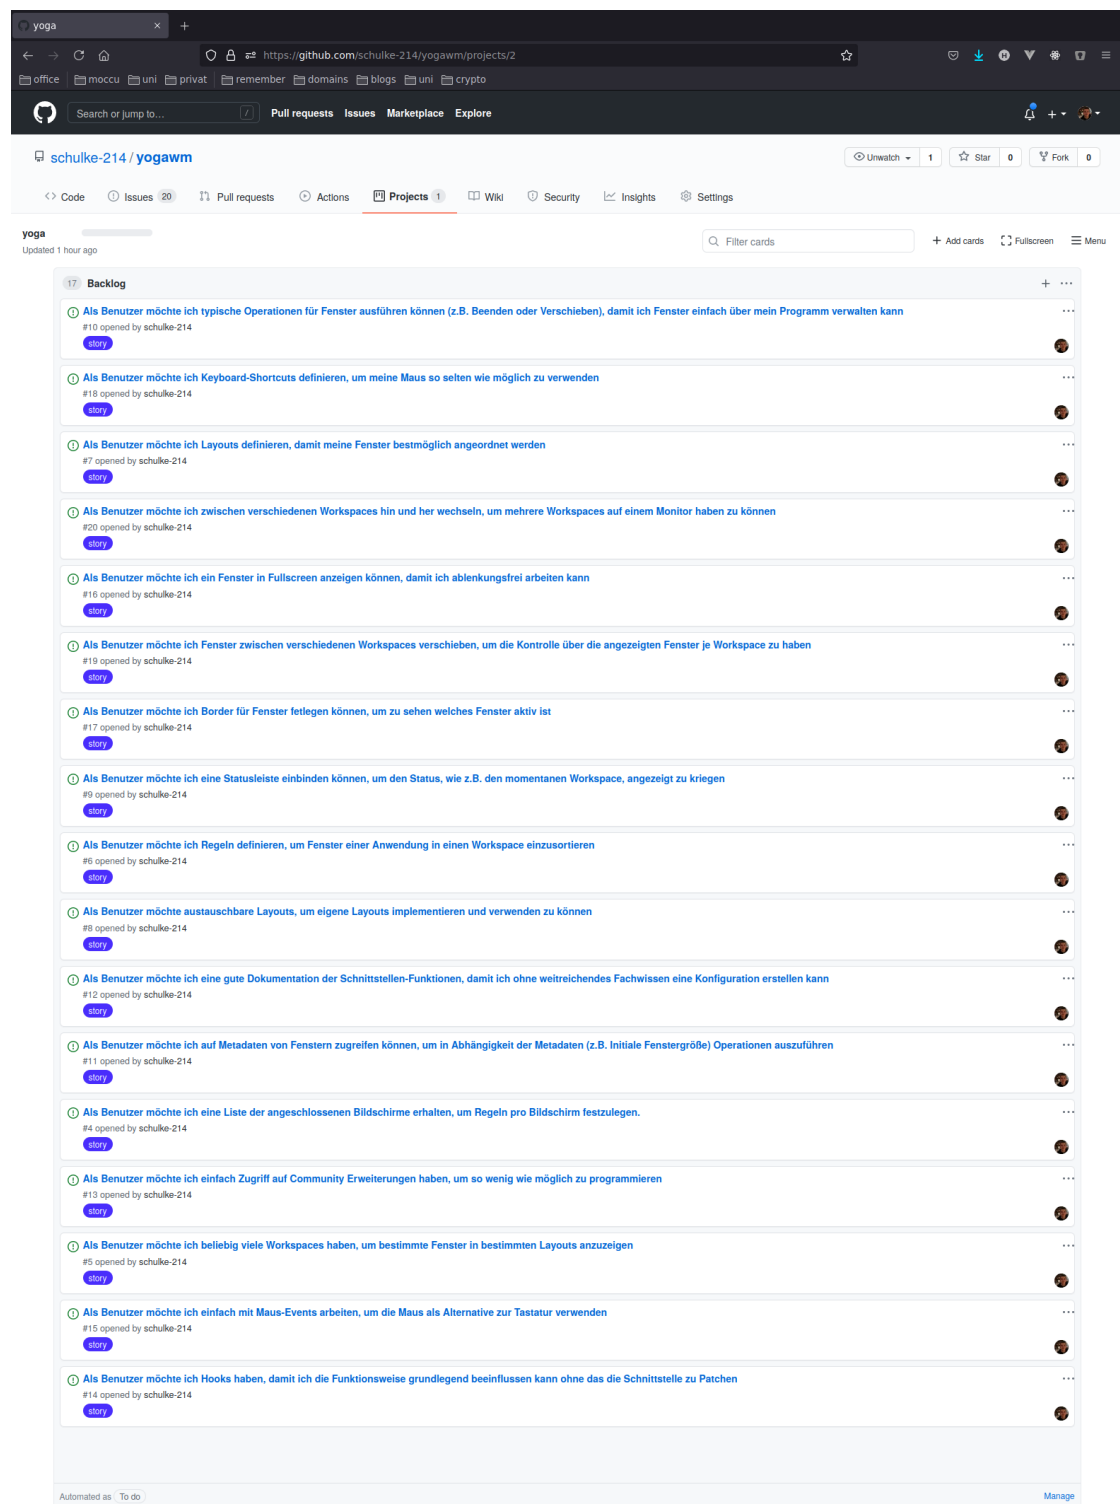 yoga
https://github.com/schulke-214/yogawm/projects/2
office moccu uni privat remember domains blogs uni crypto
Search or jump to... / Pull requests Issues Marketplace Explore
schulke-214 / yogawm Unwatch 1 Star 0 Fork 0
Code Issues 20 Pull requests Actions Projects 1 Wiki Security Insights Settings
yoga
Updated 1 hour ago
Filter cards + Add cards Fullscreen Menu
17 Backlog
Als Benutzer möchte ich typische Operationen für Fenster ausführen können (z.B. Beenden oder Verschieben), damit ich Fenster einfach über mein Programm verwalten kann
#10 opened by schulke-214
story
Als Benutzer möchte ich Keyboard-Shortcuts definieren, um meine Maus so selten wie möglich zu verwenden
#18 opened by schulke-214
story
Als Benutzer möchte ich Layouts definieren, damit meine Fenster bestmöglich angeordnet werden
#7 opened by schulke-214
story
Als Benutzer möchte ich zwischen verschiedenen Workspaces hin und her wechseln, um mehrere Workspaces auf einem Monitor haben zu können
#20 opened by schulke-214
story
Als Benutzer möchte ich ein Fenster in Fullscreen anzeigen können, damit ich ablenkungsfrei arbeiten kann
#16 opened by schulke-214
story
Als Benutzer möchte ich Fenster zwischen verschiedenen Workspaces verschieben, um die Kontrolle über die angezeigten Fenster je Workspace zu haben
#19 opened by schulke-214
story
Als Benutzer möchte ich Border für Fenster fetlegen können, um zu sehen welches Fenster aktiv ist
#17 opened by schulke-214
story
Als Benutzer möchte ich eine Statusleiste einbinden können, um den Status, wie z.B. den momentanen Workspace, angezeigt zu kriegen
#9 opened by schulke-214
story
Als Benutzer möchte ich Regeln definieren, um Fenster einer Anwendung in einen Workspace einzusortieren
#6 opened by schulke-214
story
Als Benutzer möchte austauschbare Layouts, um eigene Layouts implementieren und verwenden zu können
#8 opened by schulke-214
story
Als Benutzer möchte ich eine gute Dokumentation der Schnittstellen-Funktionen, damit ich ohne weitreichendes Fachwissen eine Konfiguration erstellen kann
#12 opened by schulke-214
story
Als Benutzer möchte ich auf Metadaten von Fenstern zugreifen können, um in Abhängigkeit der Metadaten (z.B. Initiale Fenstergröße) Operationen auszuführen
#11 opened by schulke-214
story
Als Benutzer möchte ich eine Liste der angeschlossenen Bildschirme erhalten, um Regeln pro Bildschirm festzulegen.
#4 opened by schulke-214
story
Als Benutzer möchte ich einfach Zugriff auf Community Erweiterungen haben, um so wenig wie möglich zu programmieren
#13 opened by schulke-214
story
Als Benutzer möchte ich beliebig viele Workspaces haben, um bestimmte Fenster in bestimmten Layouts anzuzeigen
#5 opened by schulke-214
story
Als Benutzer möchte ich einfach mit Maus-Events arbeiten, um die Maus als Alternative zur Tastatur verwenden
#15 opened by schulke-214
story
Als Benutzer möchte ich Hooks haben, damit ich die Funktionsweise grundlegend beeinflussen kann ohne das die Schnittstelle zu Patchen
#14 opened by schulke-214
story
Automated as To do Manage